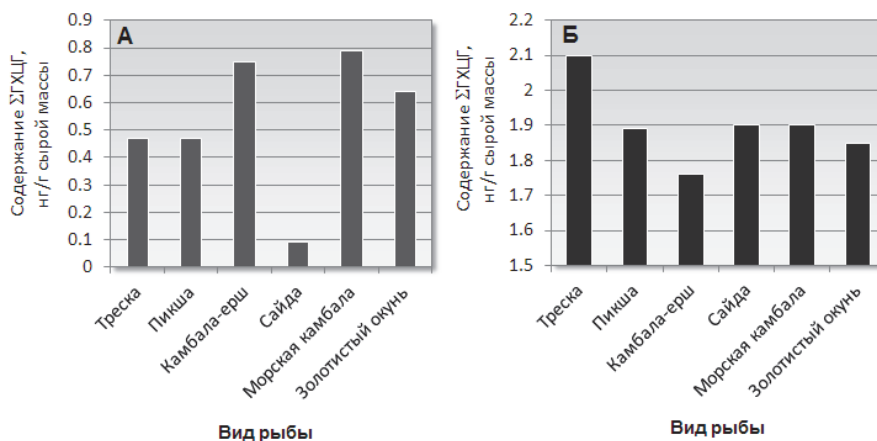 А
Содержание ΣГХЦГ,
нг/г сырой массы
0.9
0.8
0.7
0.6
0.5
0.4
0.3
0.2
0.1
0
Треска
Пикша
Камбала-ерш
Сайда
Морская камбала
Золотистый окунь
Вид рыбы
Б
Содержание ΣГХЦГ,
нг/г сырой массы
2.2
2.1
2
1.9
1.8
1.7
1.6
1.5
Треска
Пикша
Камбала-ерш
Сайда
Морская камбала
Золотистый окунь
Вид рыбы